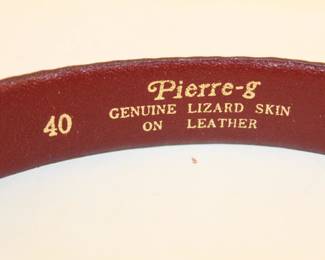 Pierre-g
40 GENUINE LIZARD SKIN
ON LEATHER